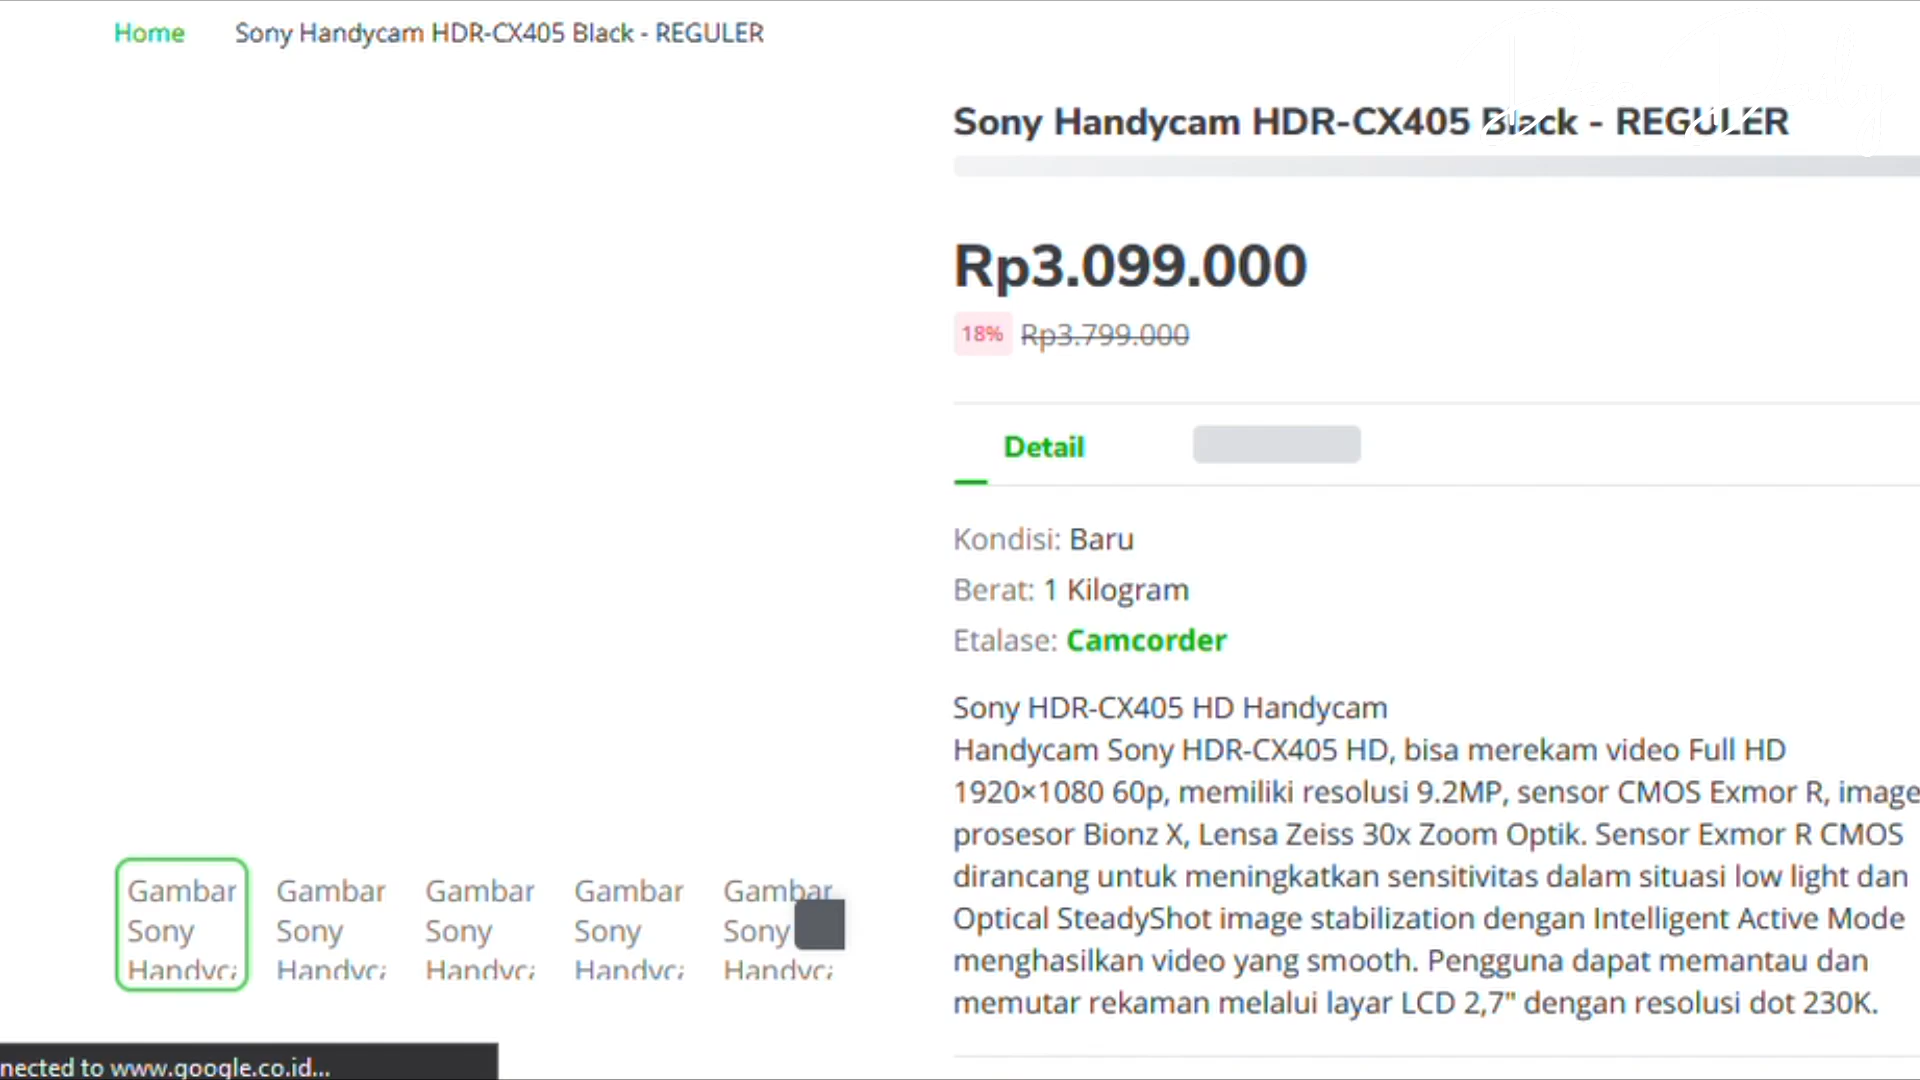 Home Sony Handycam HDR-CX405 Black - REGULER
Sony Handycam HDR-CX405 Black - REGULER
Rp3.099.000
18% Rp3.799.000
Detail
Kondisi: Baru
Berat: 1 Kilogram
Etalase: Camcorder
Sony HDR-CX405 HD Handycam
Handycam Sony HDR-CX405 HD, bisa merekam video Full HD
1920×1080 60p, memiliki resolusi 9.2MP, sensor CMOS Exmor R, image
prosesor Bionz X, Lensa Zeiss 30x Zoom Optik. Sensor Exmor R CMOS
dirancang untuk meningkatkan sensitivitas dalam situasi low light dan
Optical SteadyShot image stabilization dengan Intelligent Active Mode
menghasilkan video yang smooth. Pengguna dapat memantau dan
memutar rekaman melalui layar LCD 2,7" dengan resolusi dot 230K.
Gambar Gambar Gambar Gambar Gambar
Sony Sony Sony Sony Sony
Handyca Handyca Handyca Handyca Handyca
nected to www.google.co.id...